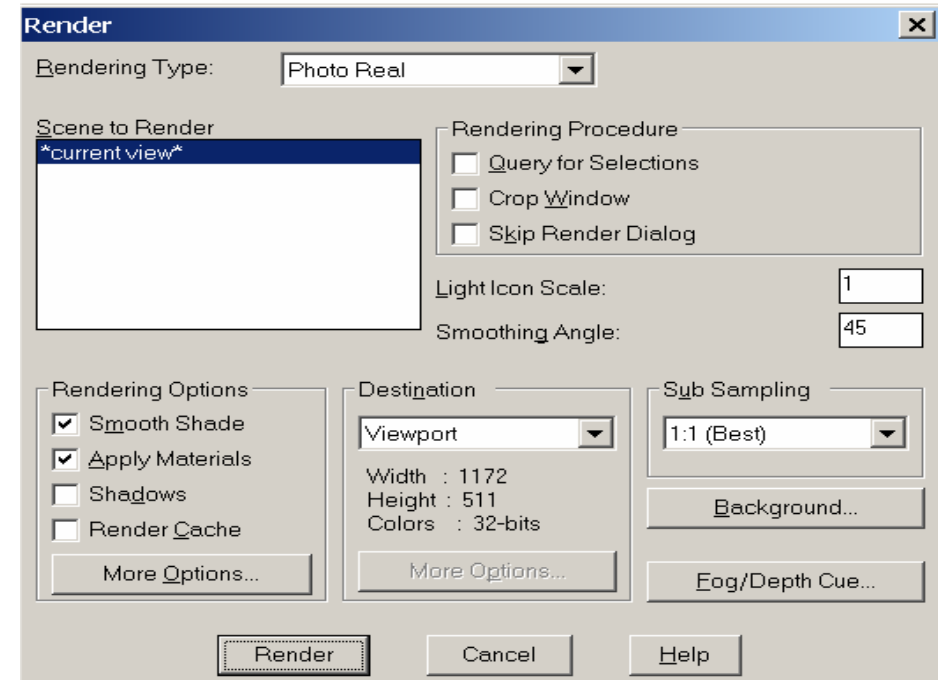 Render
Rendering Type: Photo Real
Scene to Render
*current view*
Rendering Procedure
Query for Selections
Crop Window
Skip Render Dialog
Light Icon Scale: 1
Smoothing Angle: 45
Rendering Options
Smooth Shade
Apply Materials
Shadows
Render Cache
More Options...
Destination
Viewport
Width : 1172
Height : 511
Colors : 32-bits
More Options...
Sub Sampling
1:1 (Best)
Background...
Fog/Depth Cue...
Render Cancel Help